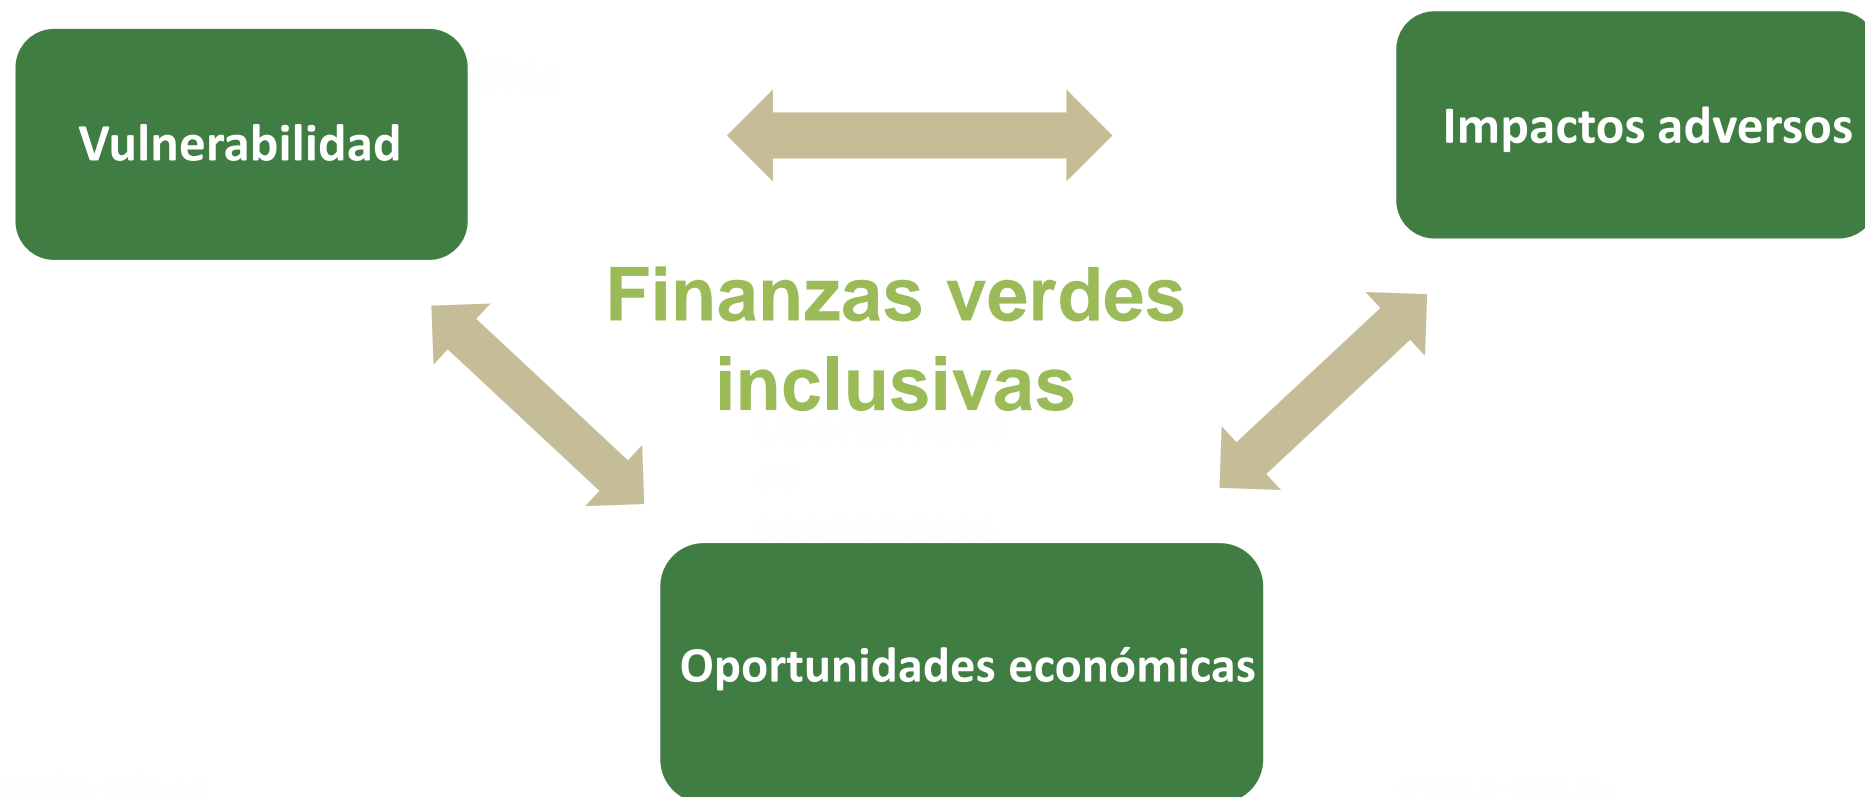 Vulnerabilidad
Impactos adversos
Finanzas verdes
inclusivas
Oportunidades económicas